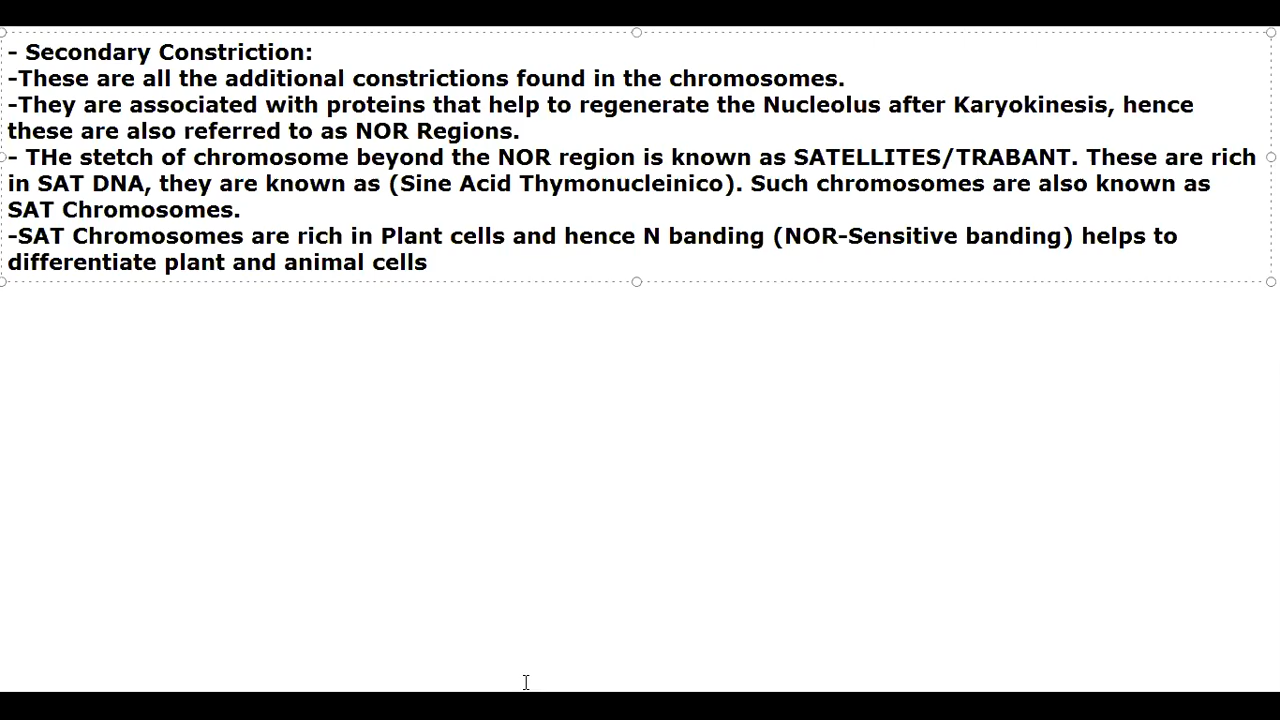 - Secondary Constriction:
-These are all the additional constrictions found in the chromosomes.
-They are associated with proteins that help to regenerate the Nucleolus after Karyokinesis, hence
these are also referred to as NOR Regions.
- THe stetch of chromosome beyond the NOR region is known as SATELLITES/TRABANT. These are rich
in SAT DNA, they are known as (Sine Acid Thymonucleinico). Such chromosomes are also known as
SAT Chromosomes.
-SAT Chromosomes are rich in Plant cells and hence N banding (NOR-Sensitive banding) helps to
differentiate plant and animal cells